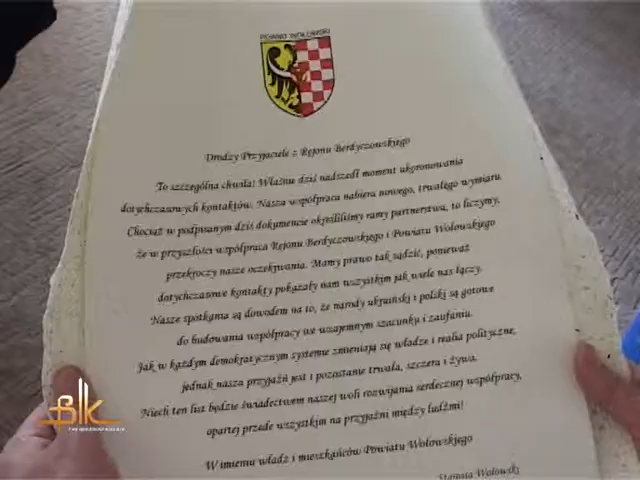 POWIAT WOŁOWSKI
Drodzy Przyjaciele z Rejonu Berdyczowskiego
To szczególna chwila! Właśnie dziś nadszedł moment ukoronowania
dotychczasowych kontaktów. Nasza współpraca nabiera nowego, trwałego wymiaru.
Chociaż w podpisanym dziś dokumencie określiliśmy ramy partnerstwa, to liczymy,
że w przyszłości współpraca Rejonu Berdyczowskiego i Powiatu Wołowskiego
przekroczy nasze oczekiwania. Mamy prawo tak sądzić, ponieważ
dotychczasowe kontakty pokazały nam wszystkim jak wiele nas łączy.
Nasze spotkania są dowodem na to, że narody ukraiński i polski są gotowe
do budowania współpracy we wzajemnym szacunku i zaufaniu.
Jak w każdym demokratycznym systemie zmieniają się władze i realia polityczne,
jednak nasza przyjaźń jest i pozostanie trwała, szczera i żywa.
Niech ten list będzie świadectwem naszej woli rozwijania serdecznej współpracy,
opartej przede wszystkim na przyjaźni między ludźmi!
W imieniu władz i mieszkańców Powiatu Wołowskiego
Starosta Wołowski